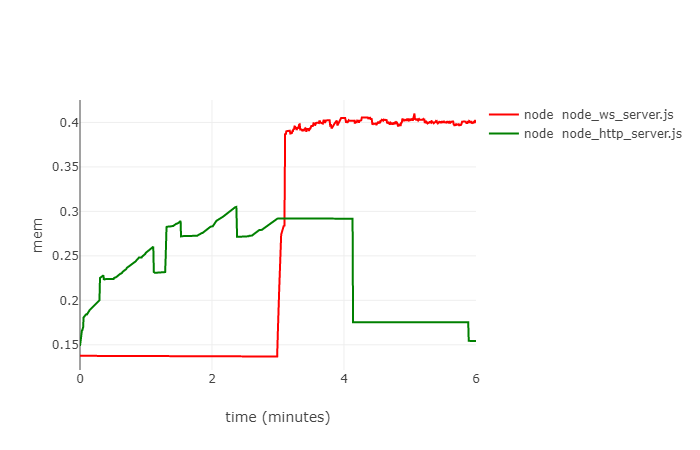 node node_ws_server.js
node node_http_server.js
0.4
0.35
0.3
0.25
0.2
0.15
mem
0 2 4 6
time (minutes)